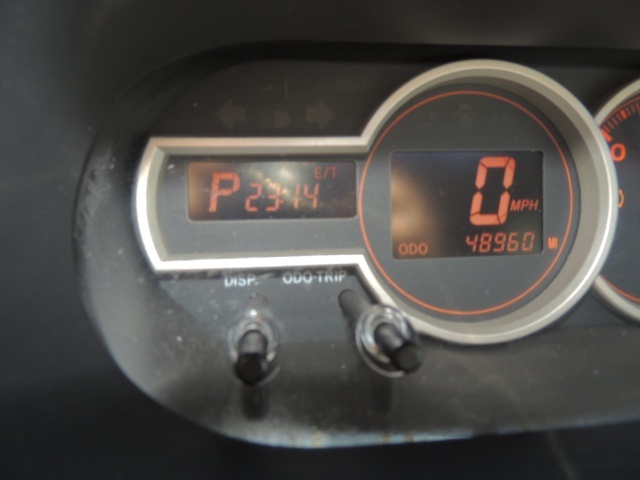 E/T
P 23:14
0 MPH
ODO 48960 MI
DISP. ODO·TRIP